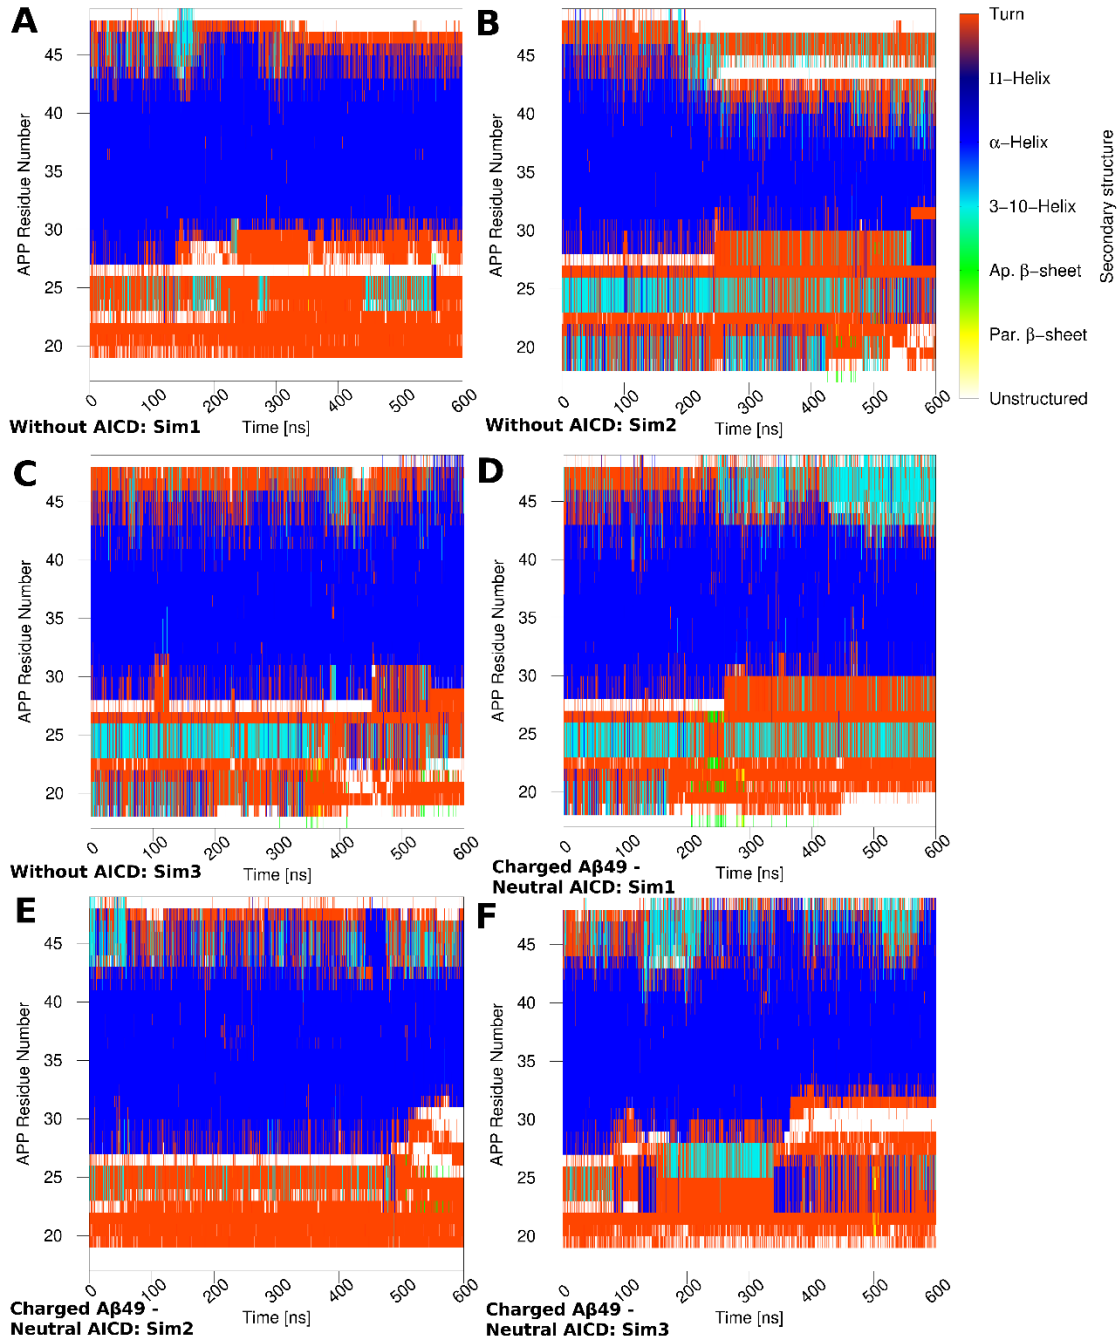 A
APP Residue Number
45
40
35
30
25
20
0 100 200 300 400 500 600
Without AICD: Sim1
Time [ns]
B
APP Residue Number
45
40
35
30
25
20
0 100 200 300 400 500 600
Without AICD: Sim2
Time [ns]
Turn
Π−Helix
α−Helix
3−10−Helix
Ap. β−sheet
Par. β−sheet
Unstructured
Secondary structure
C
APP Residue Number
45
40
35
30
25
20
0 100 200 300 400 500 600
Without AICD: Sim3
Time [ns]
D
APP Residue Number
45
40
35
30
25
20
0 100 200 300 400 500 600
Charged Aβ49 -
Neutral AICD: Sim1
Time [ns]
E
APP Residue Number
45
40
35
30
25
20
0 100 200 300 400 500 600
Charged Aβ49 -
Neutral AICD: Sim2
Time [ns]
F
APP Residue Number
45
40
35
30
25
20
0 100 200 300 400 500 600
Charged Aβ49 -
Neutral AICD: Sim3
Time [ns]